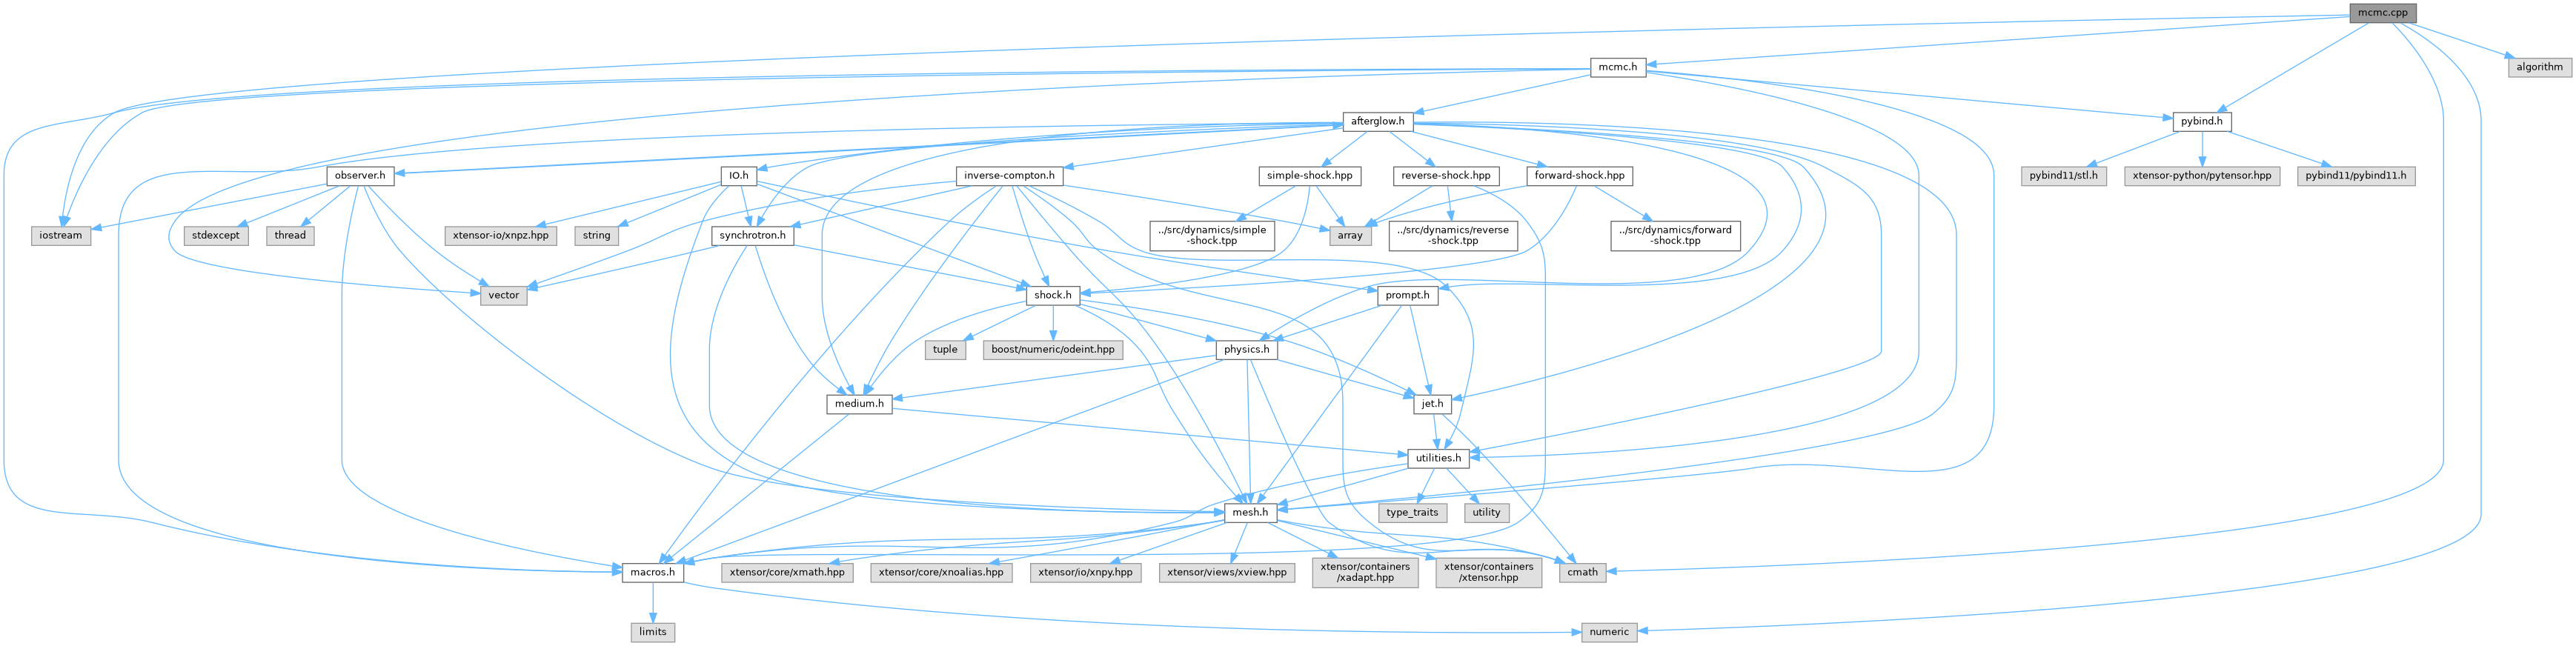 mcmc.cpp
mcmc.h
algorithm
afterglow.h
pybind.h
observer.h
IO.h
inverse-compton.h
simple-shock.hpp
reverse-shock.hpp
forward-shock.hpp
pybind11/stl.h
xtensor-python/pytensor.hpp
pybind11/pybind11.h
iostream
stdexcept
thread
xtensor-io/xnpz.hpp
string
synchrotron.h
../src/dynamics/simple
-shock.tpp
array
../src/dynamics/reverse
-shock.tpp
../src/dynamics/forward
-shock.tpp
vector
shock.h
prompt.h
tuple
boost/numeric/odeint.hpp
physics.h
medium.h
jet.h
utilities.h
mesh.h
type_traits
utility
macros.h
xtensor/core/xmath.hpp
xtensor/core/xnoalias.hpp
xtensor/io/xnpy.hpp
xtensor/views/xview.hpp
xtensor/containers
/xadapt.hpp
xtensor/containers
/xtensor.hpp
cmath
limits
numeric